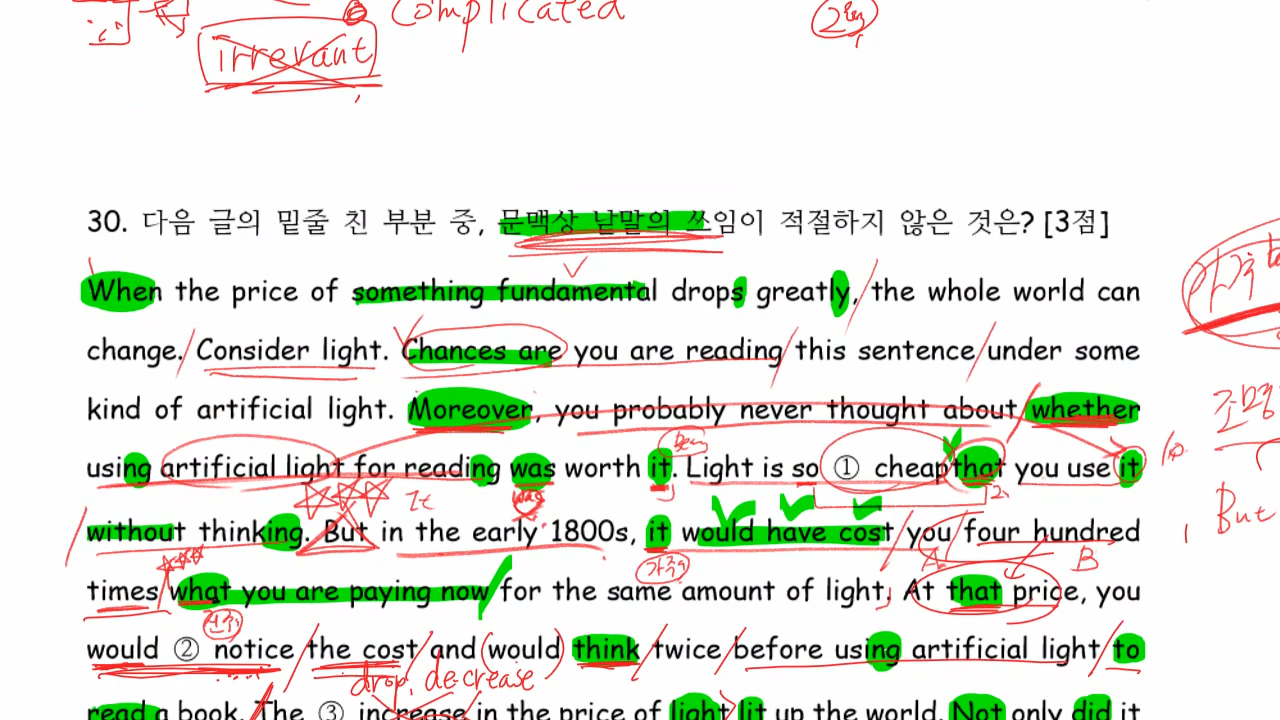 Complicated
irrevant
30. 다음 글의 밑줄 친 부분 중, 문맥상 낱말의 쓰임이 적절하지 않은 것은? [3점]
When the price of something fundamental drops greatly, the whole world can
change. Consider light. Chances are you are reading this sentence under some
kind of artificial light. Moreover, you probably never thought about whether
using artificial light for reading was worth it. Light is so ① cheap that you use it
without thinking. But in the early 1800s, it would have cost you four hundred
times what you are paying now for the same amount of light. At that price, you
would ② notice the cost and (would) think twice before using artificial light to
drop, decrease
read a book. The ③ increase in the price of light lit up the world. Not only did it
조명
But
A
B